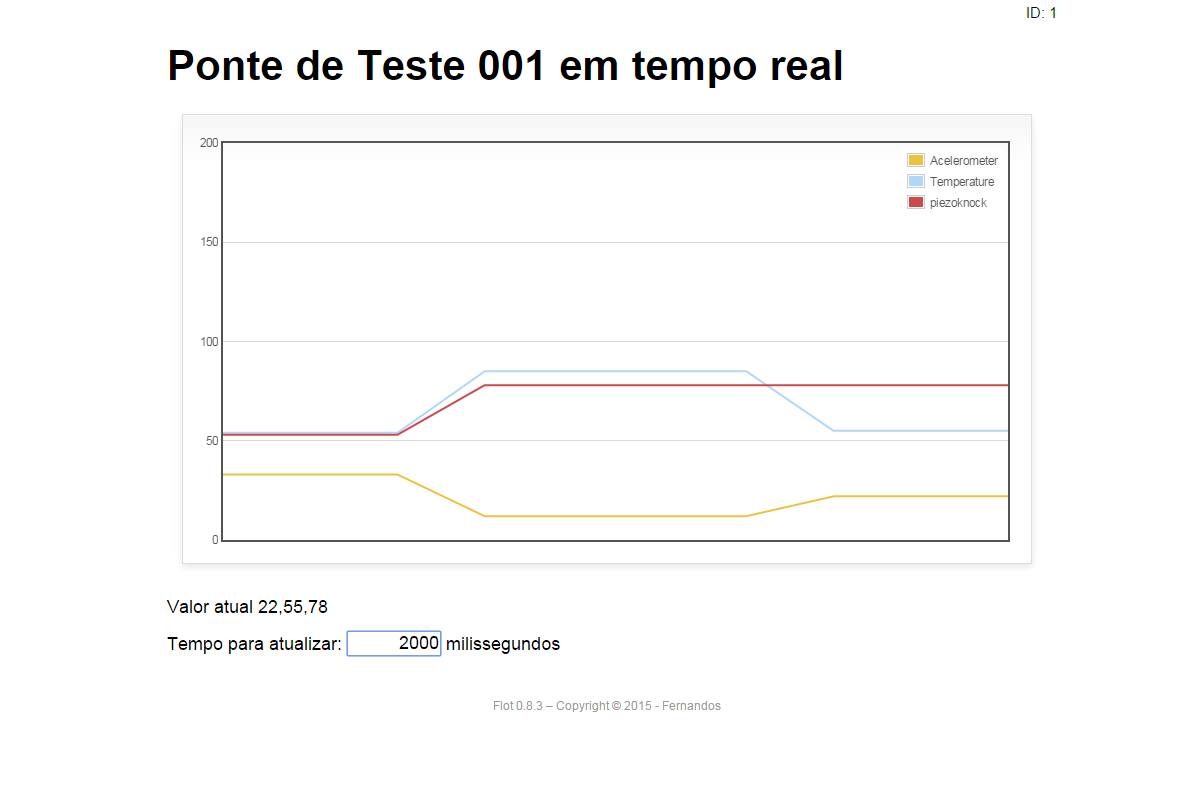 ID: 1
Ponte de Teste 001 em tempo real
200
150
100
50
0
Acelerometer
Temperature
piezoknock
Valor atual 22,55,78
Tempo para atualizar: 2000 milissegundos
Flot 0.8.3 – Copyright © 2015 - Fernandos